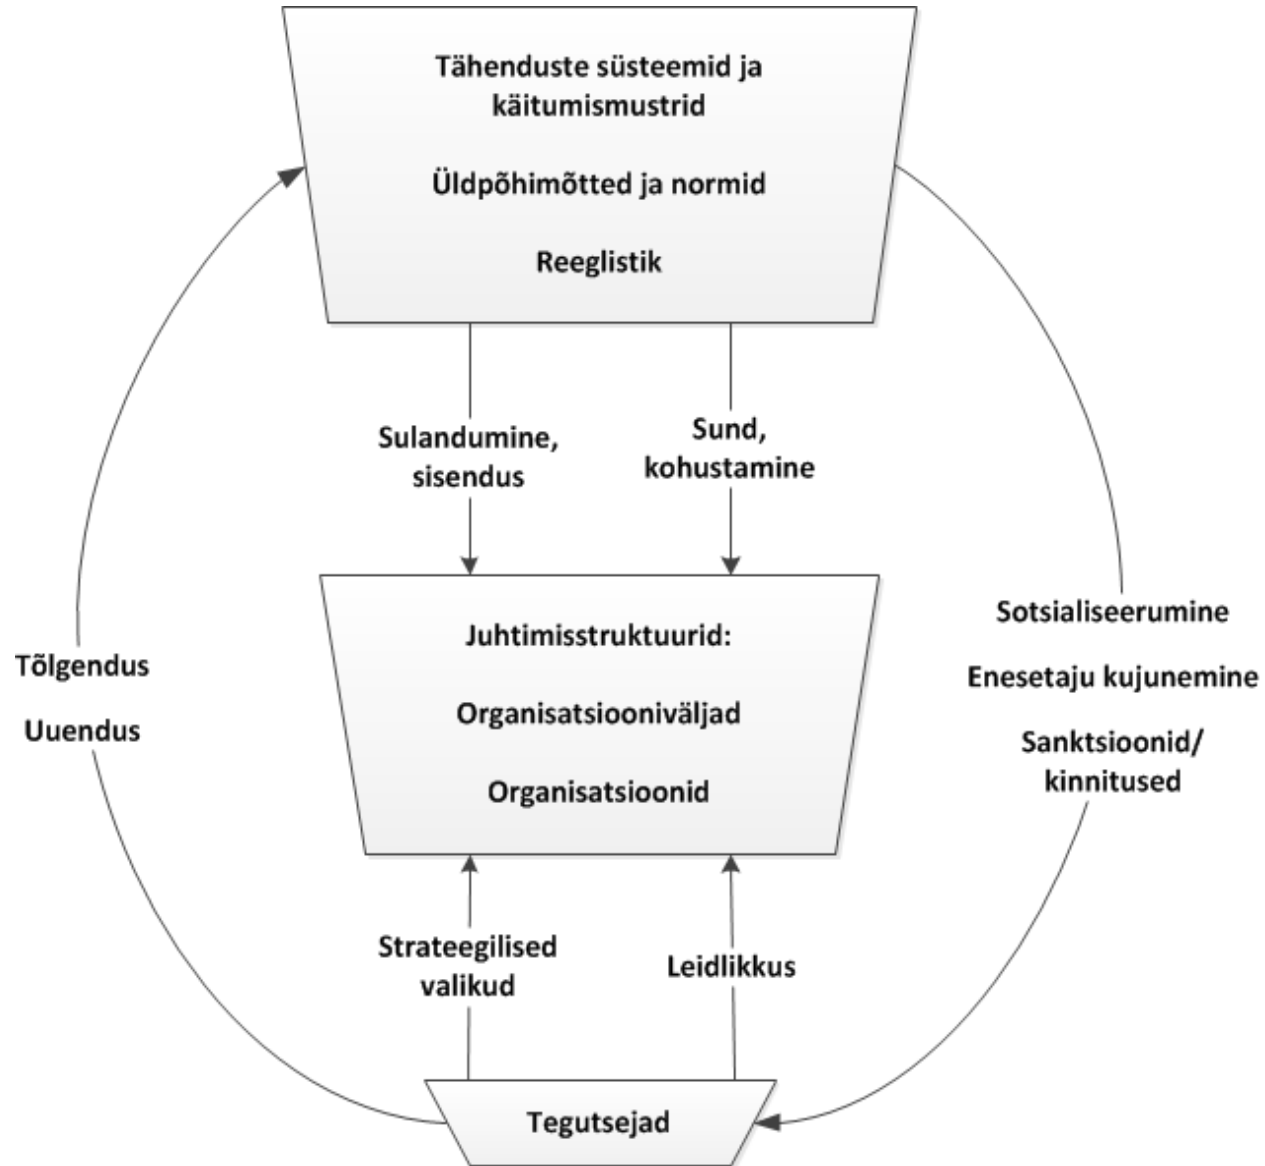 Tähenduste süsteemid ja
käitumismustrid
Üldpõhimõtted ja normid
Reeglistik
Sulandumine,
sisendus
Sund,
kohustamine
Juhtimisstruktuurid:
Organisatsiooniväljad
Organisatsioonid
Tõlgendus
Uuendus
Sotsialiseerumine
Enesetaju kujunemine
Sanktsioonid/
kinnitused
Strateegilised
valikud
Leidlikkus
Tegutsejad